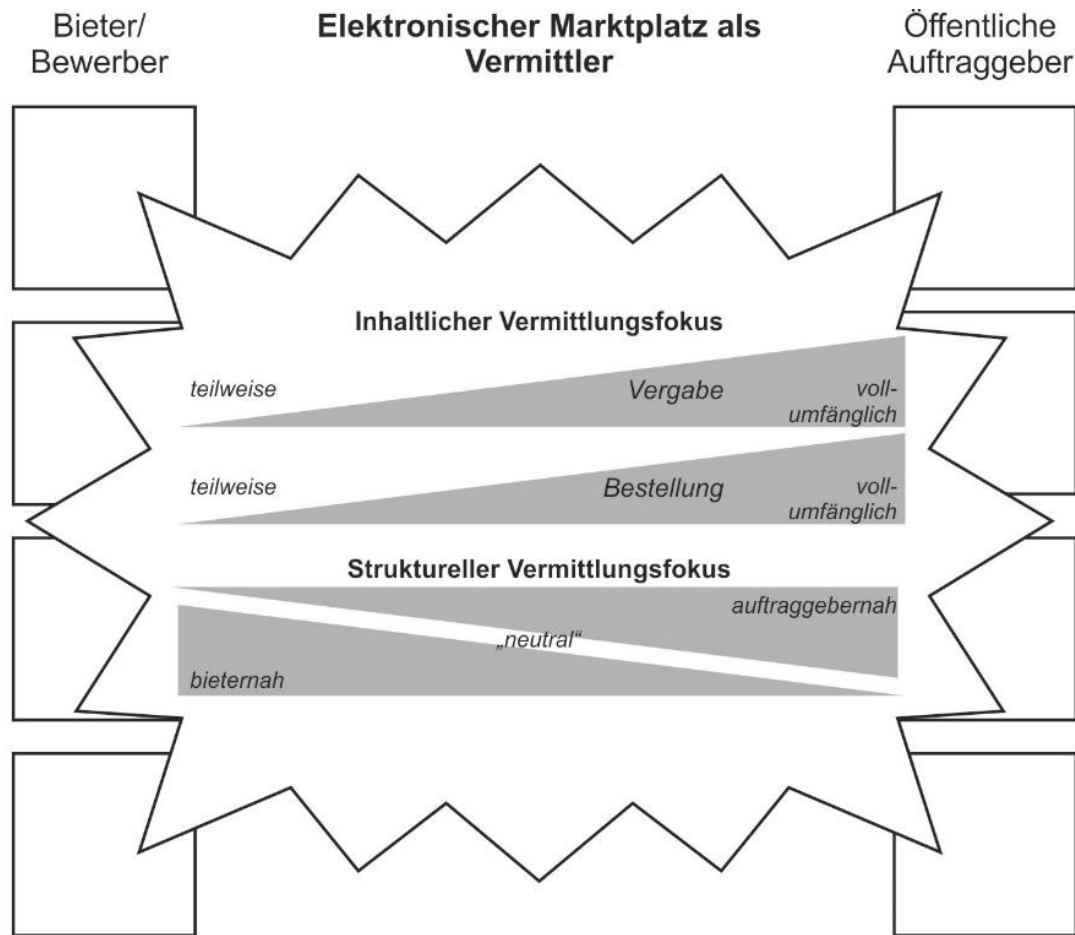 Bieter/
Bewerber
Elektronischer Marktplatz als
Vermittler
Öffentliche
Auftraggeber
Inhaltlicher Vermittlungsfokus
teilweise
Vergabe
voll-
umfänglich
teilweise
Bestellung
voll-
umfänglich
Struktureller Vermittlungsfokus
auftraggebernah
„neutral“
bieternah